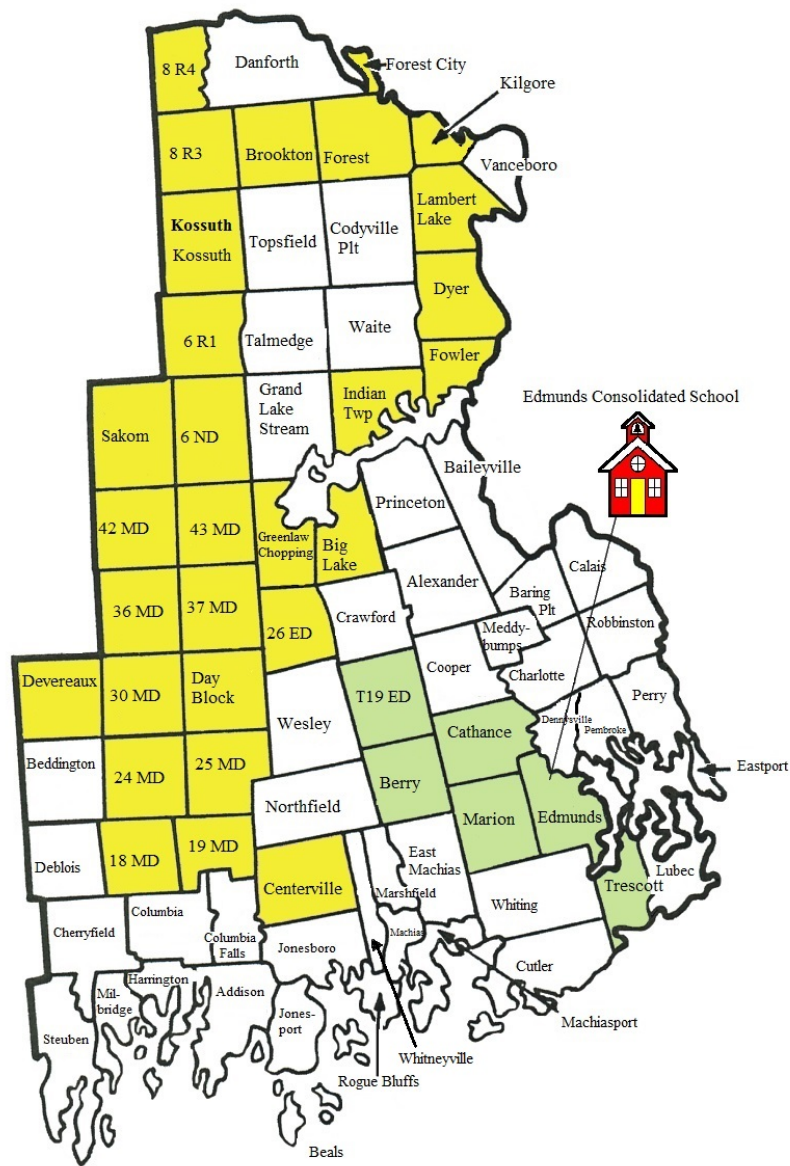 8 R4
Danforth
Forest City
Kilgore
8 R3
Brookton
Forest
Vanceboro
Lambert
Lake
Kossuth
Kossuth
Topsfield
Codyville
Plt
Dyer
6 R1
Talmedge
Waite
Fowler
Sakom
6 ND
Grand
Lake
Stream
Indian
Twp
Edmunds Consolidated School
Baileyville
Princeton
42 MD
43 MD
Greenlaw
Chopping
Big
Lake
Alexander
Calais
Baring
Plt
36 MD
37 MD
26 ED
Crawford
Meddy-
bumps
Robbinston
Cooper
Charlotte
Devereaux
30 MD
Day
Block
Wesley
T19 ED
Perry
Cathance
Dennysville
Pembroke
Eastport
Beddington
24 MD
25 MD
Berry
Northfield
Marion
Edmunds
Deblois
18 MD
19 MD
Centerville
East
Machias
Marshfield
Trescott
Lubec
Whiting
Cherryfield
Columbia
Columbia
Falls
Jonesboro
Machias
Cutler
Harrington
Mil-
bridge
Addison
Jones-
port
Machiasport
Steuben
Whitneyville
Rogue Bluffs
Beals